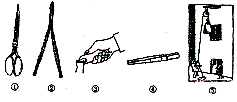 ① ② ③ ④ ⑤